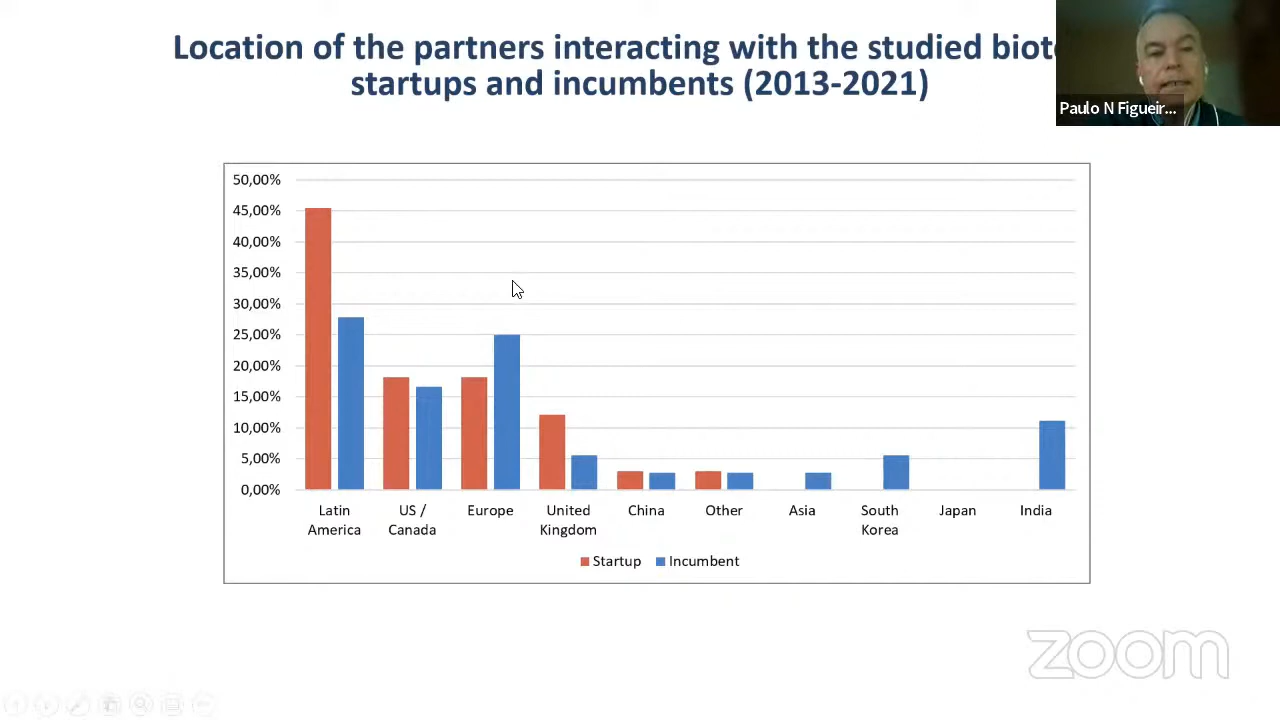 Location of the partners interacting with the studied
startups and incumbents (2013-2021)
Paulo N Figueir...
50,00%
45,00%
40,00%
35,00%
30,00%
25,00%
20,00%
15,00%
10,00%
5,00%
0,00%
Latin
America
US /
Canada
Europe
United
Kingdom
China
Other
Asia
South
Korea
Japan
India
Startup
Incumbent
zoom